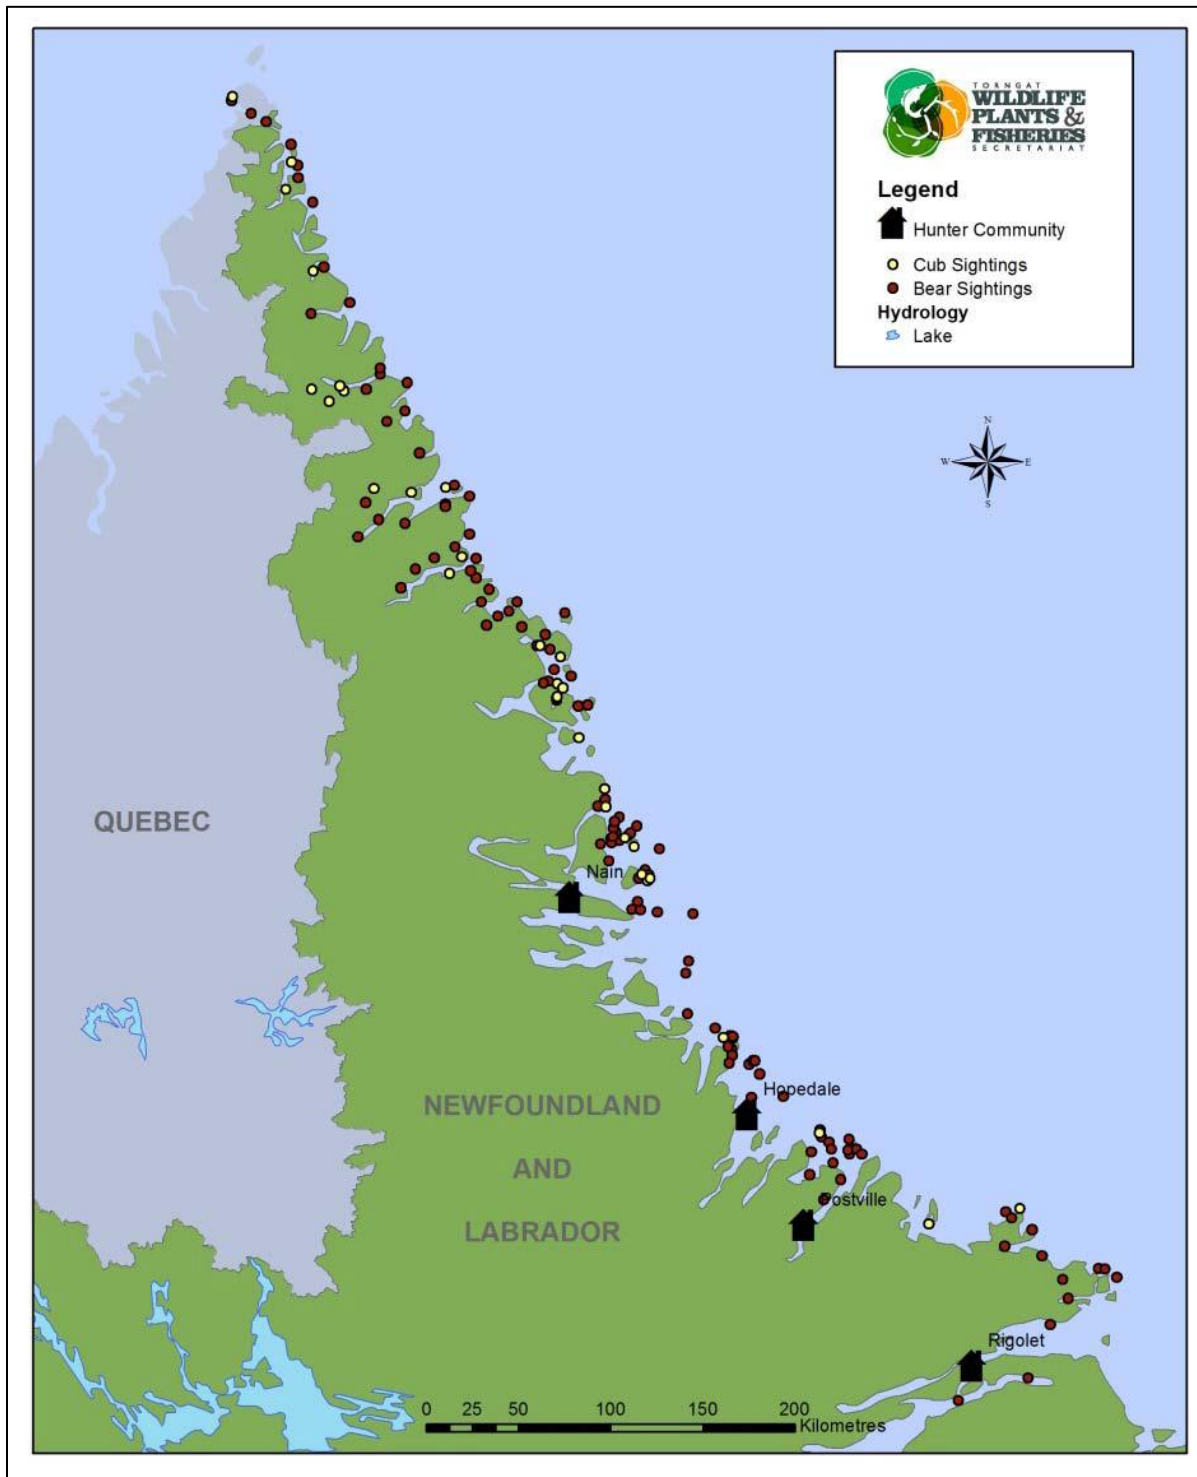 TORNGAT
WILDLIFE
PLANTS &
FISHERIES
SECRETARIAT
Legend
Hunter Community
Cub Sightings
Bear Sightings
Hydrology
Lake
N
W
E
S
QUEBEC
Nain
Hopedale
NEWFOUNDLAND
AND
LABRADOR
Postville
Rigolet
0 25 50 100 150 200
Kilometres